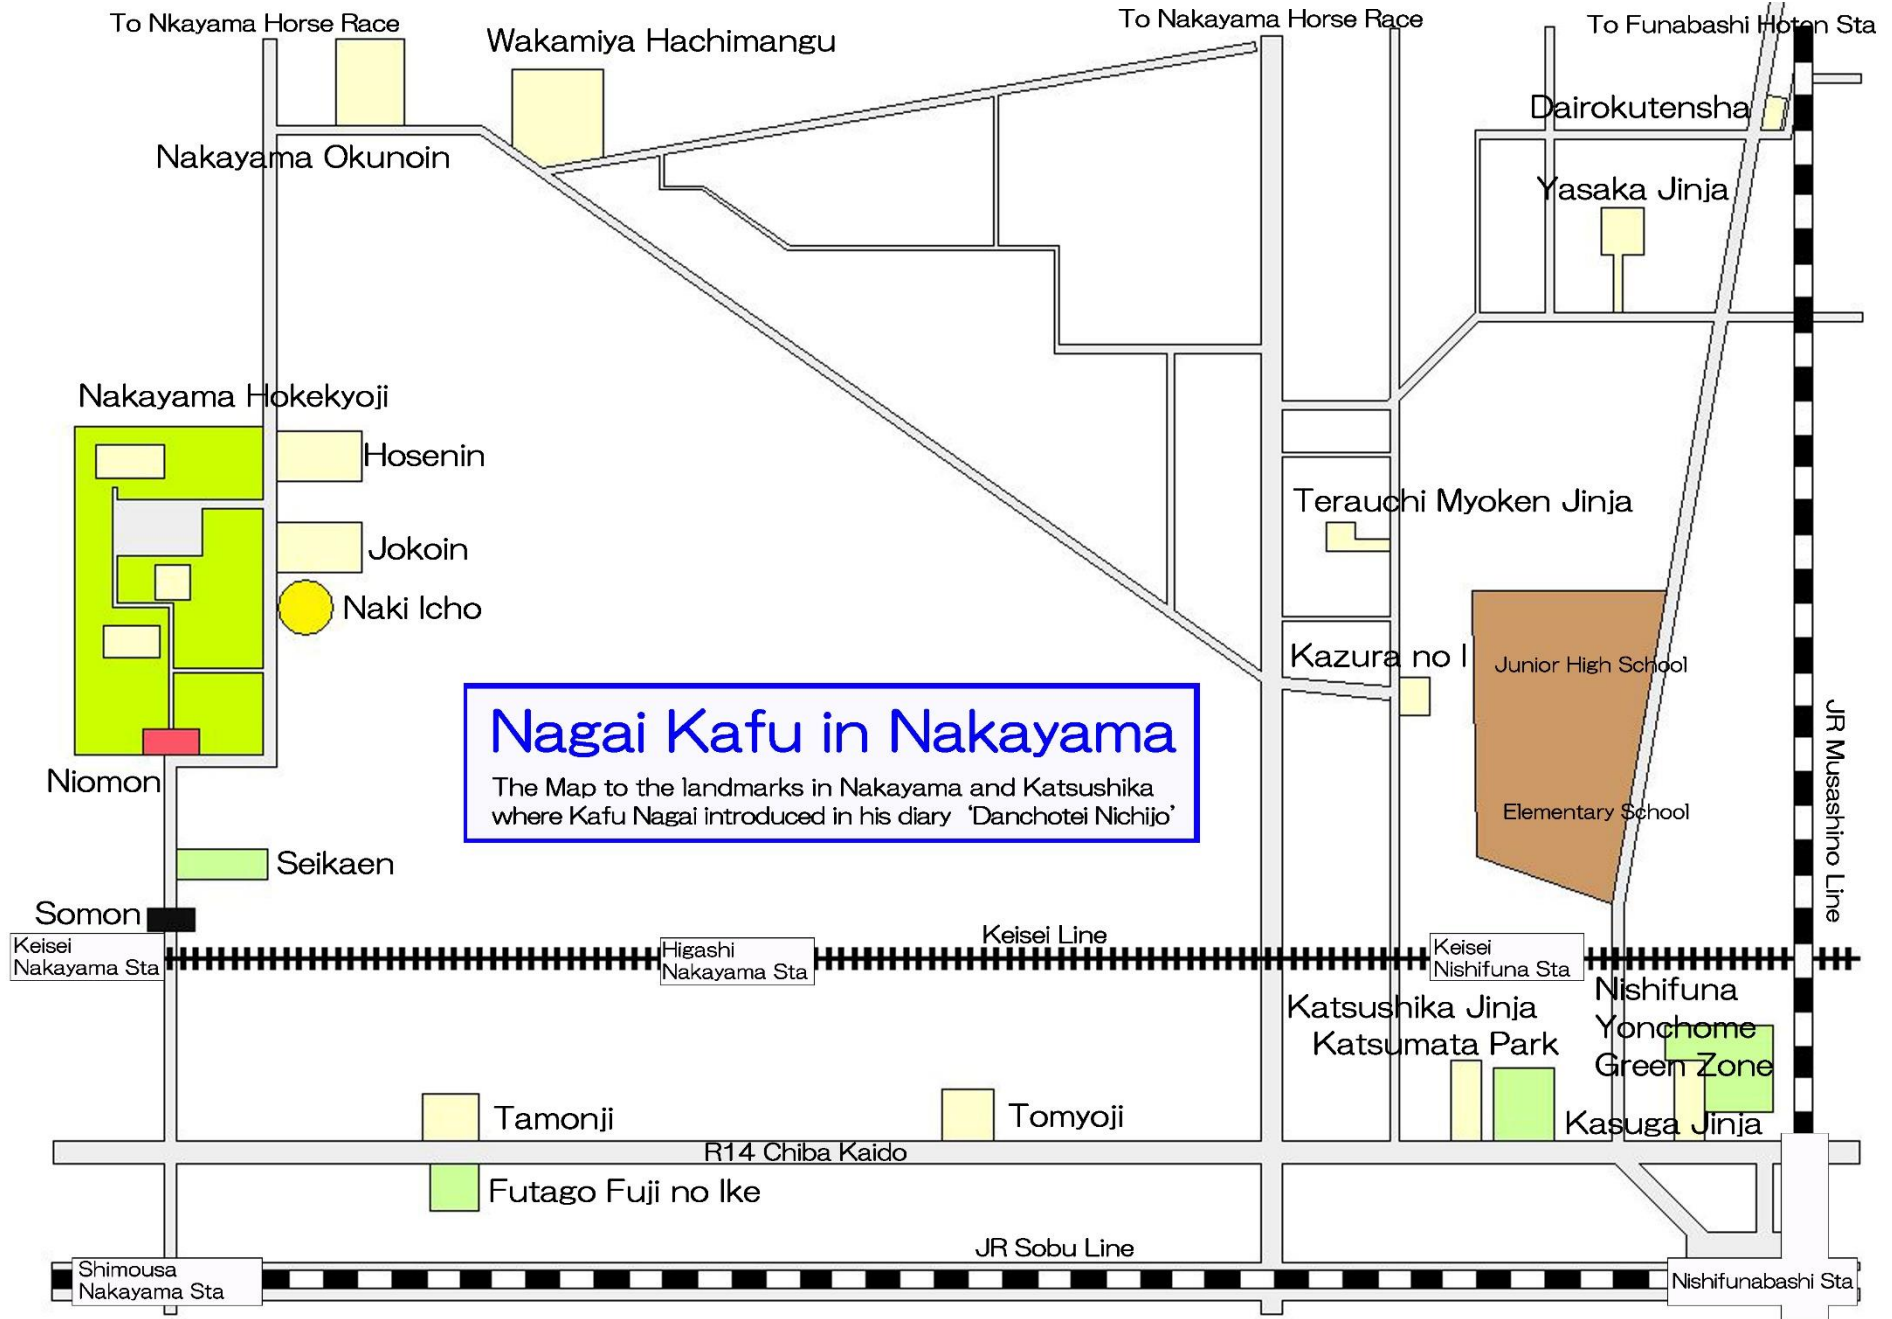 To Nkayama Horse Race
Wakamiya Hachimangu
To Nakayama Horse Race
To Funabashi Hoten Sta
Dairokutensha
Nakayama Okunoin
Yasaka Jinja
Nakayama Hokekyoji
Hosenin
Terauchi Myoken Jinja
Jokoin
Naki Icho
Kazura no I
Junior High School
Nagai Kafu in Nakayama
The Map to the landmarks in Nakayama and Katsushika
where Kafu Nagai introduced in his diary 'Danchotei Nichijo'
Niomon
Elementary School
JR Musashino Line
Seikaen
Somon
Keisei
Nakayama Sta
Higashi
Nakayama Sta
Keisei Line
Keisei
Nishifuna Sta
Nishifuna
Yonchome
Green Zone
Katsushika Jinja
Katsumata Park
Tamonji
Tomyoji
Kasuga Jinja
R14 Chiba Kaido
Futago Fuji no Ike
JR Sobu Line
Shimousa
Nakayama Sta
Nishifunabashi Sta